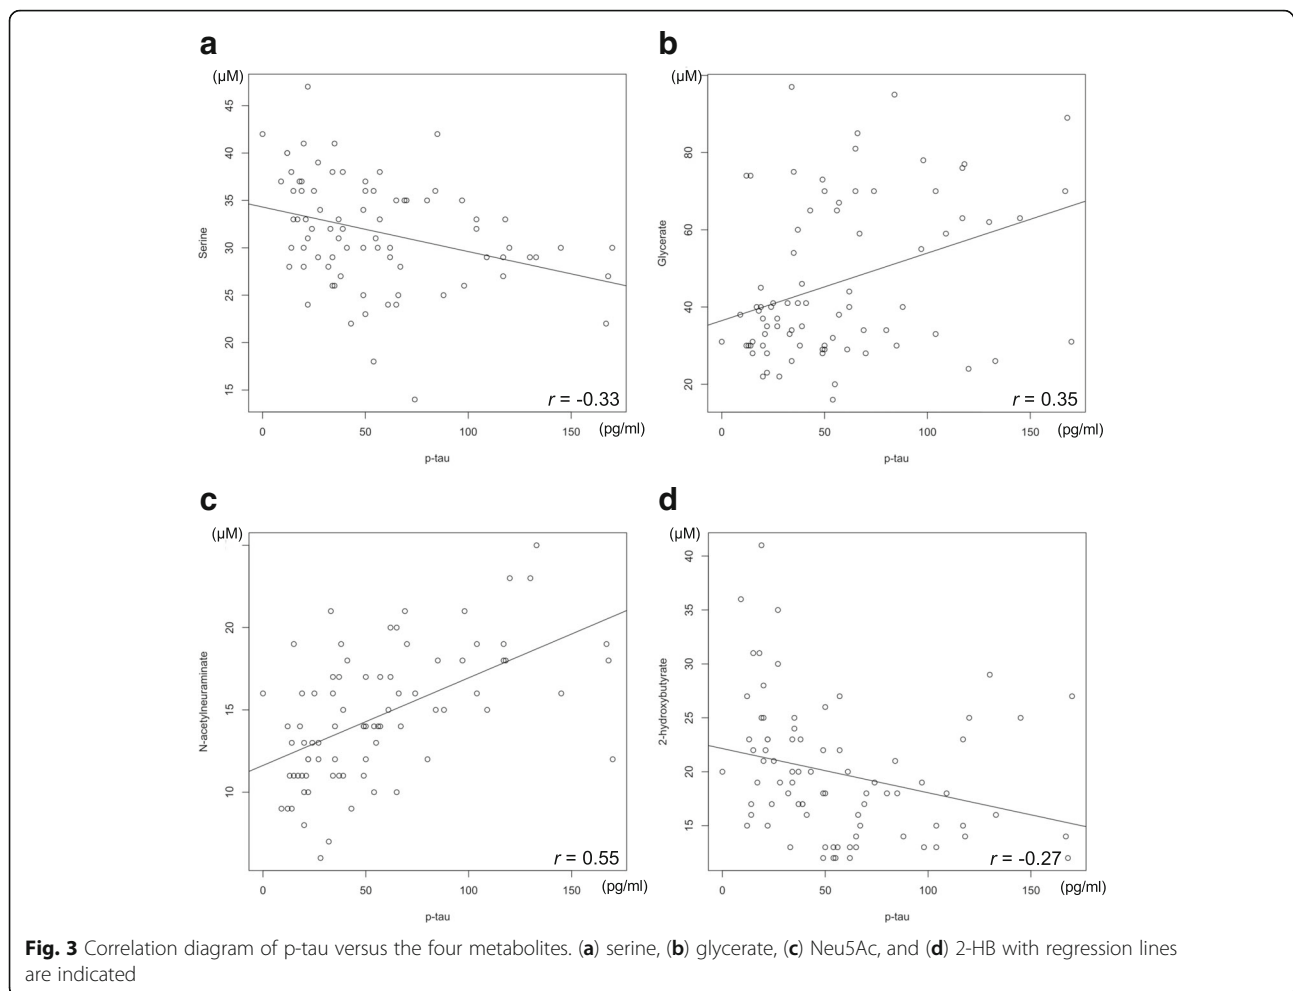 a
(µM)
45
40
35
30
25
20
15
Serine
r = -0.33
0
50
100
150
(pg/ml)
p-tau
b
(µM)
80
60
40
20
Glycerate
r = 0.35
0
50
100
150
(pg/ml)
p-tau
c
(µM)
20
15
10
N-acetylneuraminate
r = 0.55
0
50
100
150
(pg/ml)
p-tau
d
(µM)
40
35
30
25
20
15
2-hydroxybutyrate
r = -0.27
0
50
100
150
(pg/ml)
p-tau
Fig. 3 Correlation diagram of p-tau versus the four metabolites. (a) serine, (b) glycerate, (c) Neu5Ac, and (d) 2-HB with regression lines
are indicated